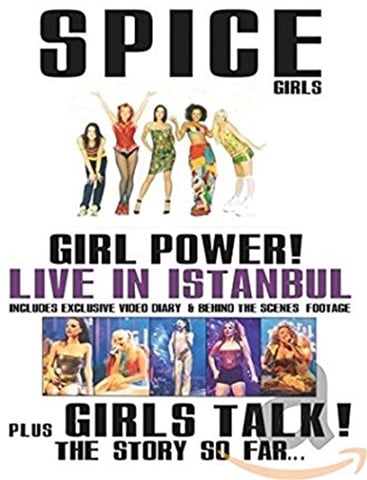 SPICE
GIRLS
GIRL POWER!
LIVE IN ISTANBUL
INCLUDES EXCLUSIVE VIDEO DIARY & BEHIND THE SCENES FOOTAGE
PLUS GIRLS TALK!
THE STORY SO FAR...